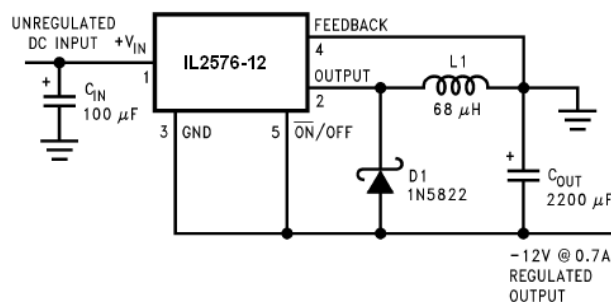 UNREGULATED
DC INPUT
+VIN
FEEDBACK
IL2576-12
4
L1
1
OUTPUT
+
CIN
100 µF
2
68 µH
3
GND
5
ON/OFF
D1
1N5822
+
COUT
2200 µF
-12V @ 0.7A
REGULATED
OUTPUT